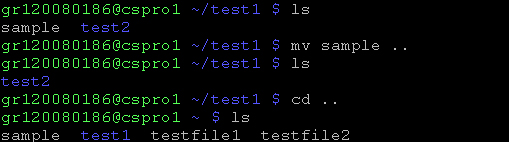 gr120080186@cspro1 ~/test1 $ ls
sample  test2
gr120080186@cspro1 ~/test1 $ mv sample ..
gr120080186@cspro1 ~/test1 $ ls
test2
gr120080186@cspro1 ~/test1 $ cd ..
gr120080186@cspro1 ~ $ ls
sample  test1  testfile1  testfile2